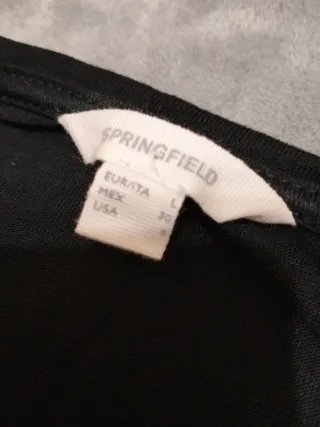 SPRINGFIELD
EUR/ITA L
MEX 30
USA